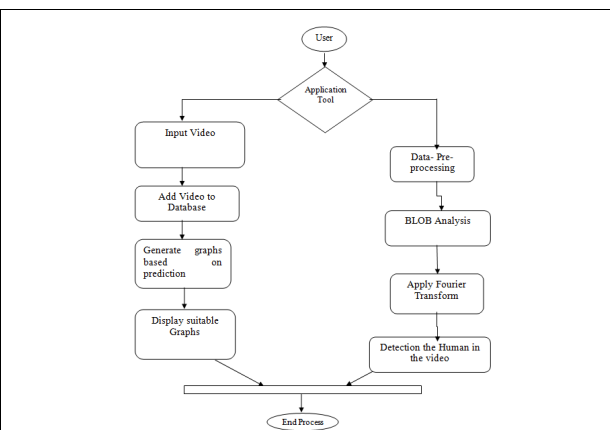 User
Application
Tool
Input Video
Add Video to
Database
Generate graphs
based on
prediction
Display suitable
Graphs
Data- Pre-
processing
BLOB Analysis
Apply Fourier
Transform
Detection the Human in
the video
End Process